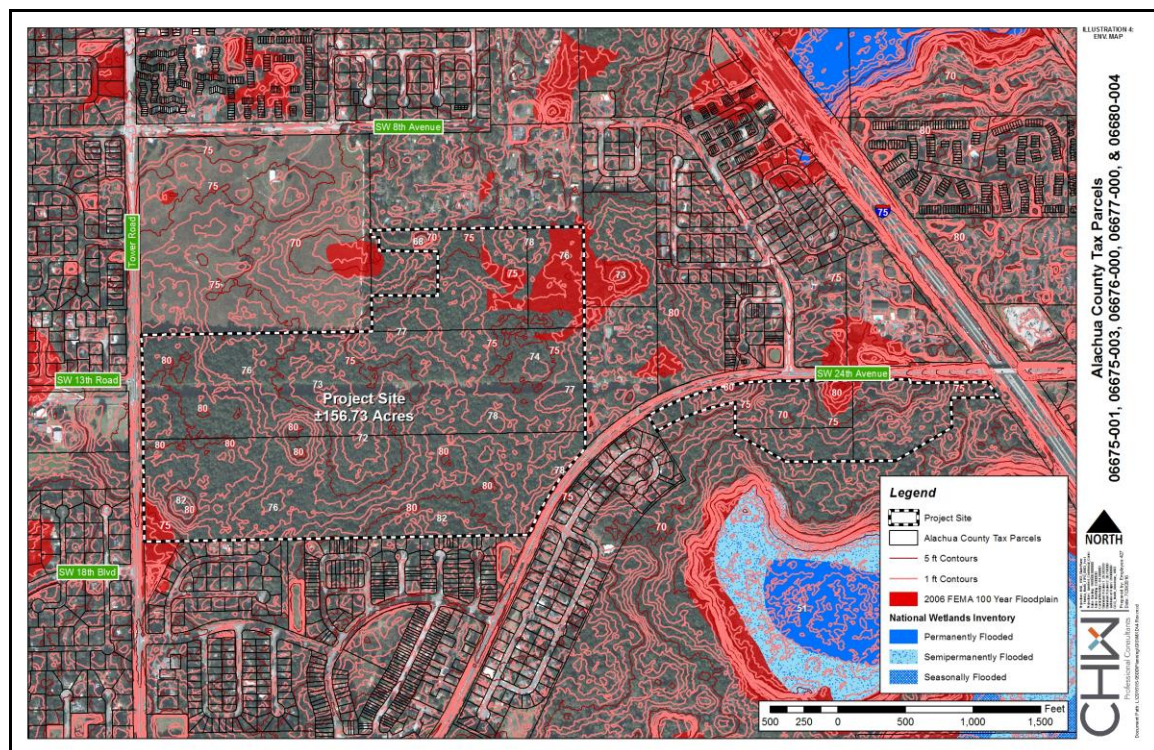 ILLUSTRATION 4:
ENV. MAP
Alachua County Tax Parcels
06675-001, 06675-003, 06676-000, 06677-000, & 06680-004
SW 8th Avenue
Tower Road
SW 13th Road
SW 18th Blvd
SW 24th Avenue
75
Project Site
±156.73 Acres
75
70
75
68
70
75
78
76
75
73
70
80
80
75
80
77
75
75
74
80
76
73
77
80
78
72
80
80
80
80
82
80
76
80
82
78
75
70
80
75
70
80
75
75
51
Legend
Project Site
Alachua County Tax Parcels
5 ft Contours
1 ft Contours
2006 FEMA 100 Year Floodplain
National Wetlands Inventory
Permanently Flooded
Semipermanently Flooded
Seasonally Flooded
Feet
500 250 0 500 1,000 1,500
NORTH
CHW
Professional Consultants